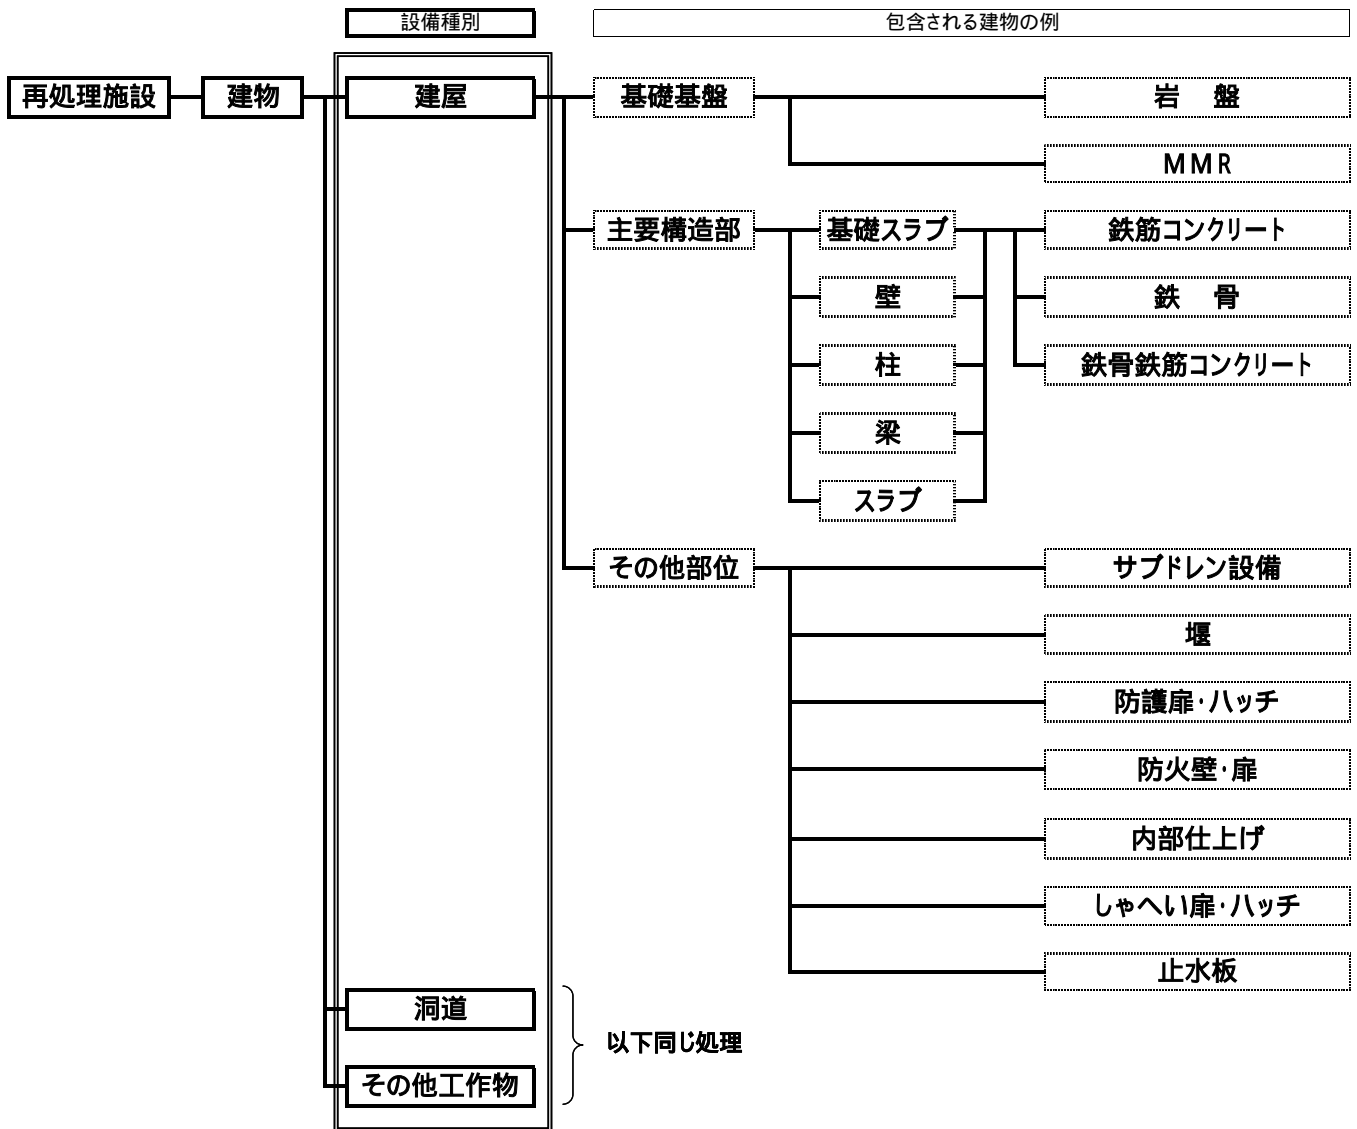 設備種別 包含される建物の例
再処理施設 建物 建屋 基礎基盤 岩　盤
MMR
主要構造部 基礎スラブ 鉄筋コンクリート
壁 鉄　骨
柱 鉄骨鉄筋コンクリート
梁
スラブ
その他部位 サブドレン設備
堰
防護扉・ハッチ
防火壁・扉
内部仕上げ
しゃへい扉・ハッチ
止水板
洞道
以下同じ処理
その他工作物